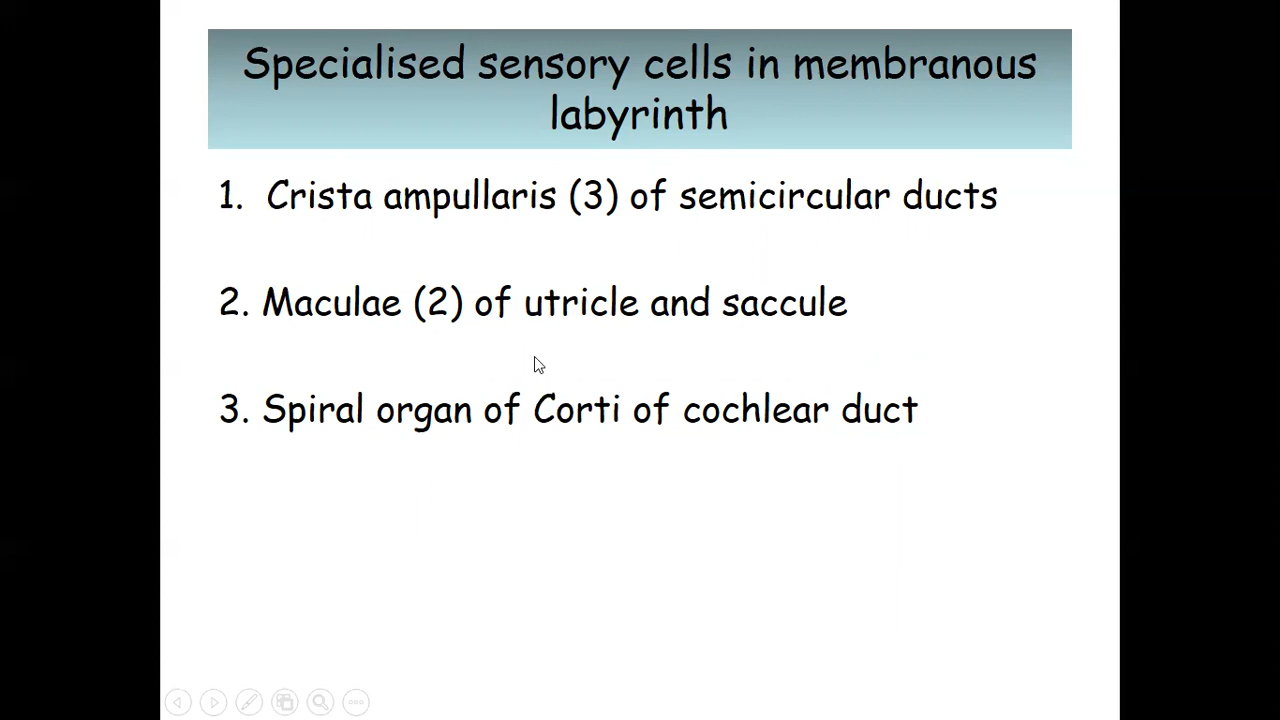 Specialised sensory cells in membranous
labyrinth
1. Crista ampullaris (3) of semicircular ducts
2. Maculae (2) of utricle and saccule
3. Spiral organ of Corti of cochlear duct